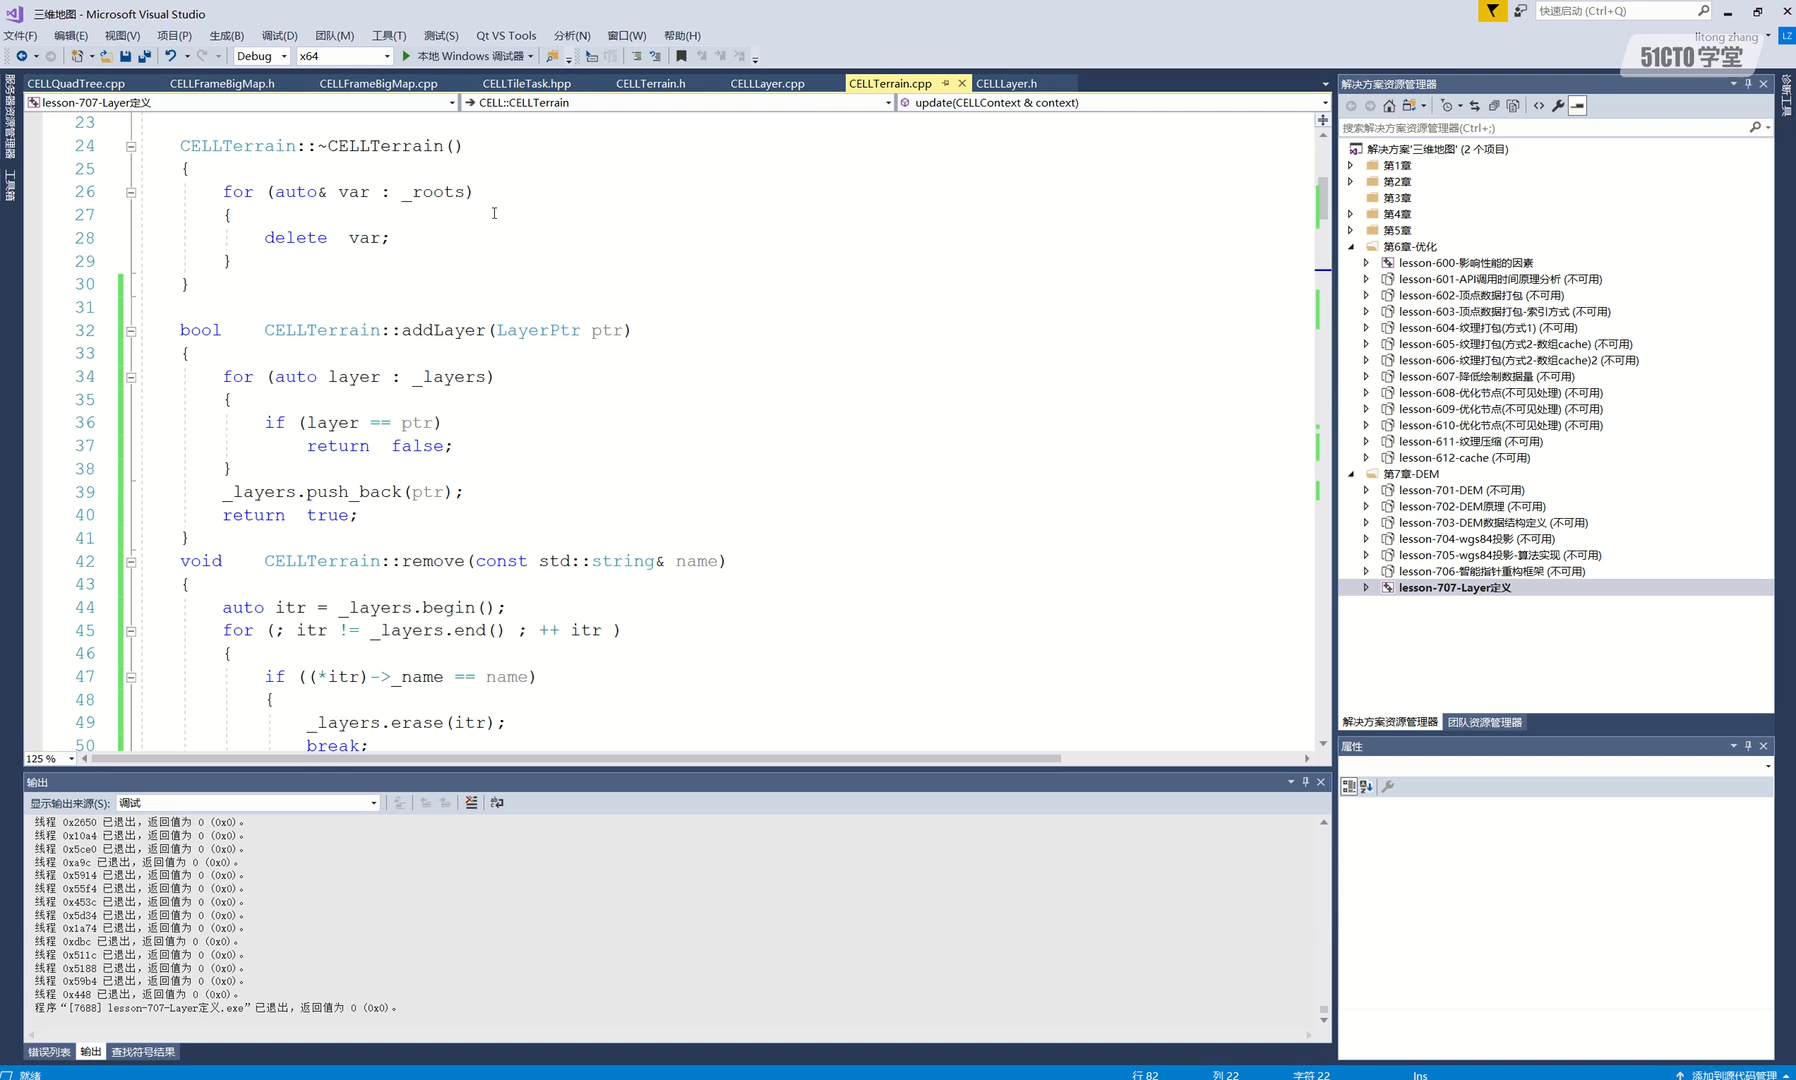 三维地图 - Microsoft Visual Studio
快速启动 (Ctrl+Q)
文件(F) 编辑(E) 视图(V) 项目(P) 生成(B) 调试(D) 团队(M) 工具(T) 测试(S) Qt VS Tools 分析(N) 窗口(W) 帮助(H)
litong zhang LZ
51CTO 学堂
Debug x64 本地 Windows 调试器
CELLQuadTree.cpp CELLFrameBigMap.h CELLFrameBigMap.cpp CELLTileTask.hpp CELLTerrain.h CELLLayer.cpp CELLTerrain.cpp CELLLayer.h
lesson-707-Layer定义 CELL::CELLTerrain update(CELLContext & context)
服务器资源管理器
工具箱
诊断工具
23
24 CELLTerrain::~CELLTerrain()
25 {
26 for (auto& var : _roots)
27 {
28 delete var;
29 }
30 }
31
32 bool CELLTerrain::addLayer(LayerPtr ptr)
33 {
34 for (auto layer : _layers)
35 {
36 if (layer == ptr)
37 return false;
38 }
39 _layers.push_back(ptr);
40 return true;
41 }
42 void CELLTerrain::remove(const std::string& name)
43 {
44 auto itr = _layers.begin();
45 for (; itr != _layers.end() ; ++ itr )
46 {
47 if ((*itr)->_name == name)
48 {
49 _layers.erase(itr);
50 break;
125 %
输出
显示输出来源(S): 调试
线程 0x2650 已退出，返回值为 0 (0x0)。
线程 0x10a4 已退出，返回值为 0 (0x0)。
线程 0x5ce0 已退出，返回值为 0 (0x0)。
线程 0xa9c 已退出，返回值为 0 (0x0)。
线程 0x5914 已退出，返回值为 0 (0x0)。
线程 0x55f4 已退出，返回值为 0 (0x0)。
线程 0x453c 已退出，返回值为 0 (0x0)。
线程 0x5d34 已退出，返回值为 0 (0x0)。
线程 0x1a74 已退出，返回值为 0 (0x0)。
线程 0xdbc 已退出，返回值为 0 (0x0)。
线程 0x511c 已退出，返回值为 0 (0x0)。
线程 0x5188 已退出，返回值为 0 (0x0)。
线程 0x59b4 已退出，返回值为 0 (0x0)。
线程 0x448 已退出，返回值为 0 (0x0)。
程序“[7688] lesson-707-Layer定义.exe”已退出，返回值为 0 (0x0)。
错误列表 输出 查找符号结果
解决方案资源管理器
搜索解决方案资源管理器(Ctrl+;)
解决方案'三维地图' (2 个项目)
第1章
第2章
第3章
第4章
第5章
第6章-优化
lesson-600-影响性能的因素
lesson-601-API调用时间原理分析 (不可用)
lesson-602-顶点数据打包 (不可用)
lesson-603-顶点数据打包-索引方式 (不可用)
lesson-604-纹理打包(方式1) (不可用)
lesson-605-纹理打包(方式2-数组cache) (不可用)
lesson-606-纹理打包(方式2-数组cache)2 (不可用)
lesson-607-降低绘制数据量 (不可用)
lesson-608-优化节点(不可见处理) (不可用)
lesson-609-优化节点(不可见处理) (不可用)
lesson-610-优化节点(不可见处理) (不可用)
lesson-611-纹理压缩 (不可用)
lesson-612-cache (不可用)
第7章-DEM
lesson-701-DEM (不可用)
lesson-702-DEM原理 (不可用)
lesson-703-DEM数据结构定义 (不可用)
lesson-704-wgs84投影 (不可用)
lesson-705-wgs84投影-算法实现 (不可用)
lesson-706-智能指针重构框架 (不可用)
lesson-707-Layer定义
解决方案资源管理器 团队资源管理器
属性
就绪 行 82 列 22 字符 22 Ins 添加到源代码管理